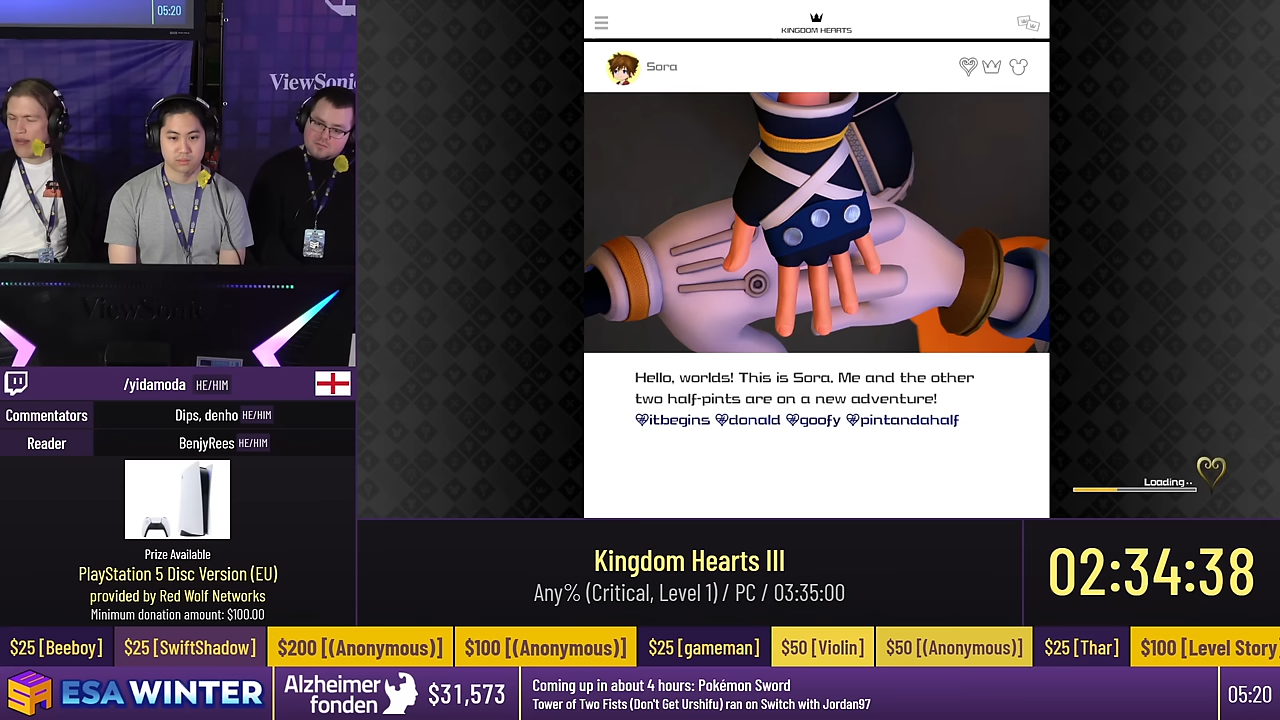 05:20
ViewSonic
ViewSonic
/yidamoda HE/HIM
Commentators Dips, denho HE/HIM
Reader BenjyRees HE/HIM
Prize Available
PlayStation 5 Disc Version (EU)
provided by Red Wolf Networks
Minimum donation amount: $100.00
KINGDOM HEARTS
Sora
Hello, worlds! This is Sora. Me and the other
two half-pints are on a new adventure!
itbegins donald goofy pintandahalf
Loading..
Kingdom Hearts III
Any% (Critical, Level 1) / PC / 03:35:00
02:34:38
$25 [Beeboy] $25 [SwiftShadow] $200 [(Anonymous)] $100 [(Anonymous)] $25 [gameman] $50 [Violin] $50 [(Anonymous)] $25 [Thar] $100 [Level Story
ESA WINTER
Alzheimer
fonden
$31,573
Coming up in about 4 hours: Pokémon Sword
Tower of Two Fists (Don't Get Urshifu) ran on Switch with Jordan97
05:20